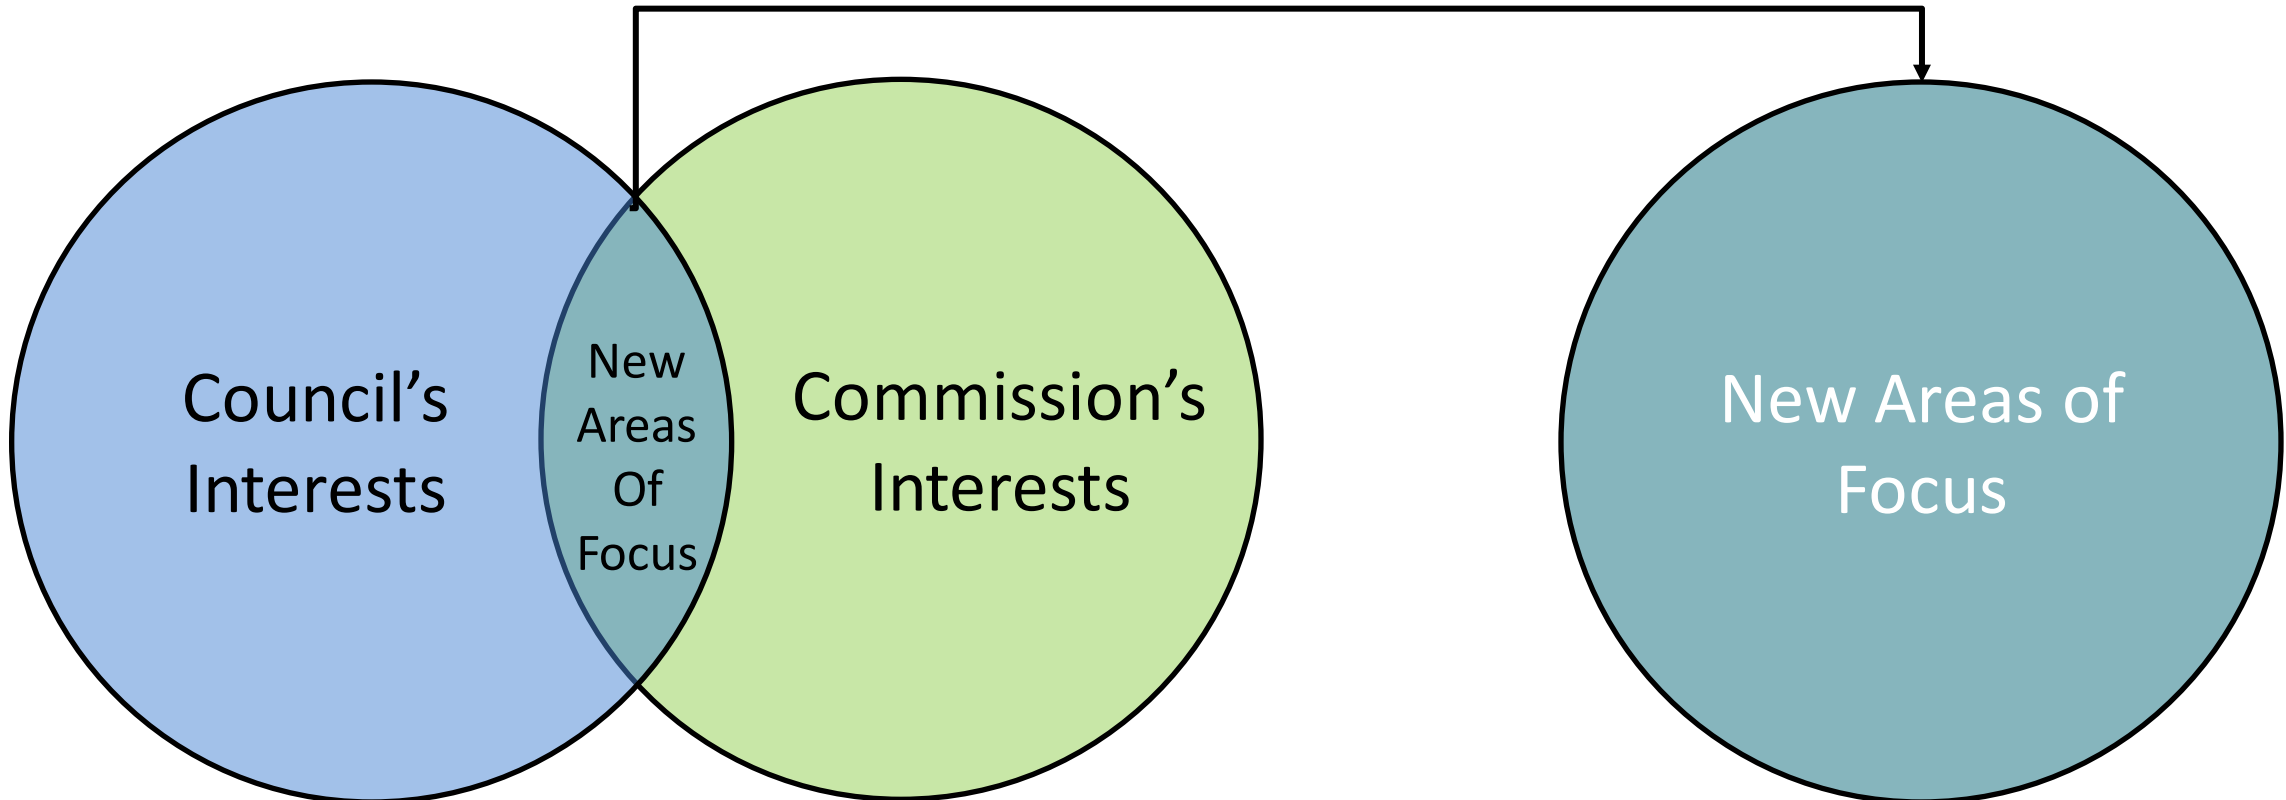 Council’s
Interests
New
Areas
Of
Focus
Commission’s
Interests
New Areas of
Focus